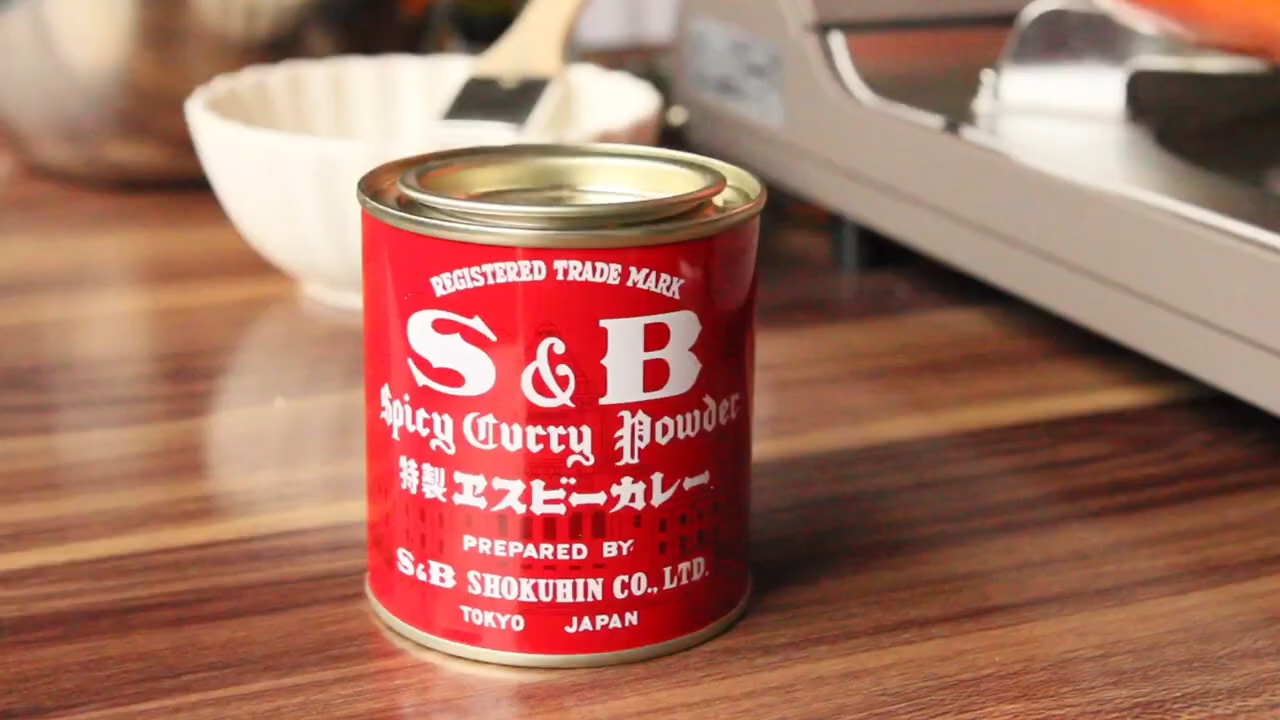 REGISTERED TRADE MARK
S & B
Spicy Curry Powder
特製 ヱスビーカレー
PREPARED BY
S&B SHOKUHIN CO., LTD.
TOKYO JAPAN